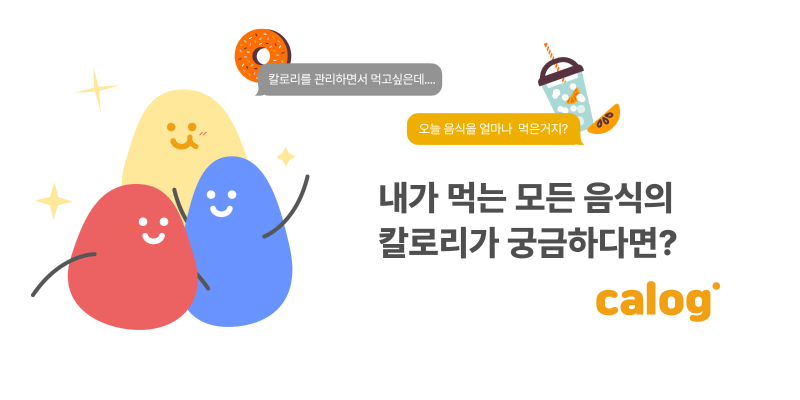 칼로리를 관리하면서 먹고싶은데....
오늘 음식을 얼마나 먹은거지?
내가 먹는 모든 음식의
칼로리가 궁금하다면?
calog